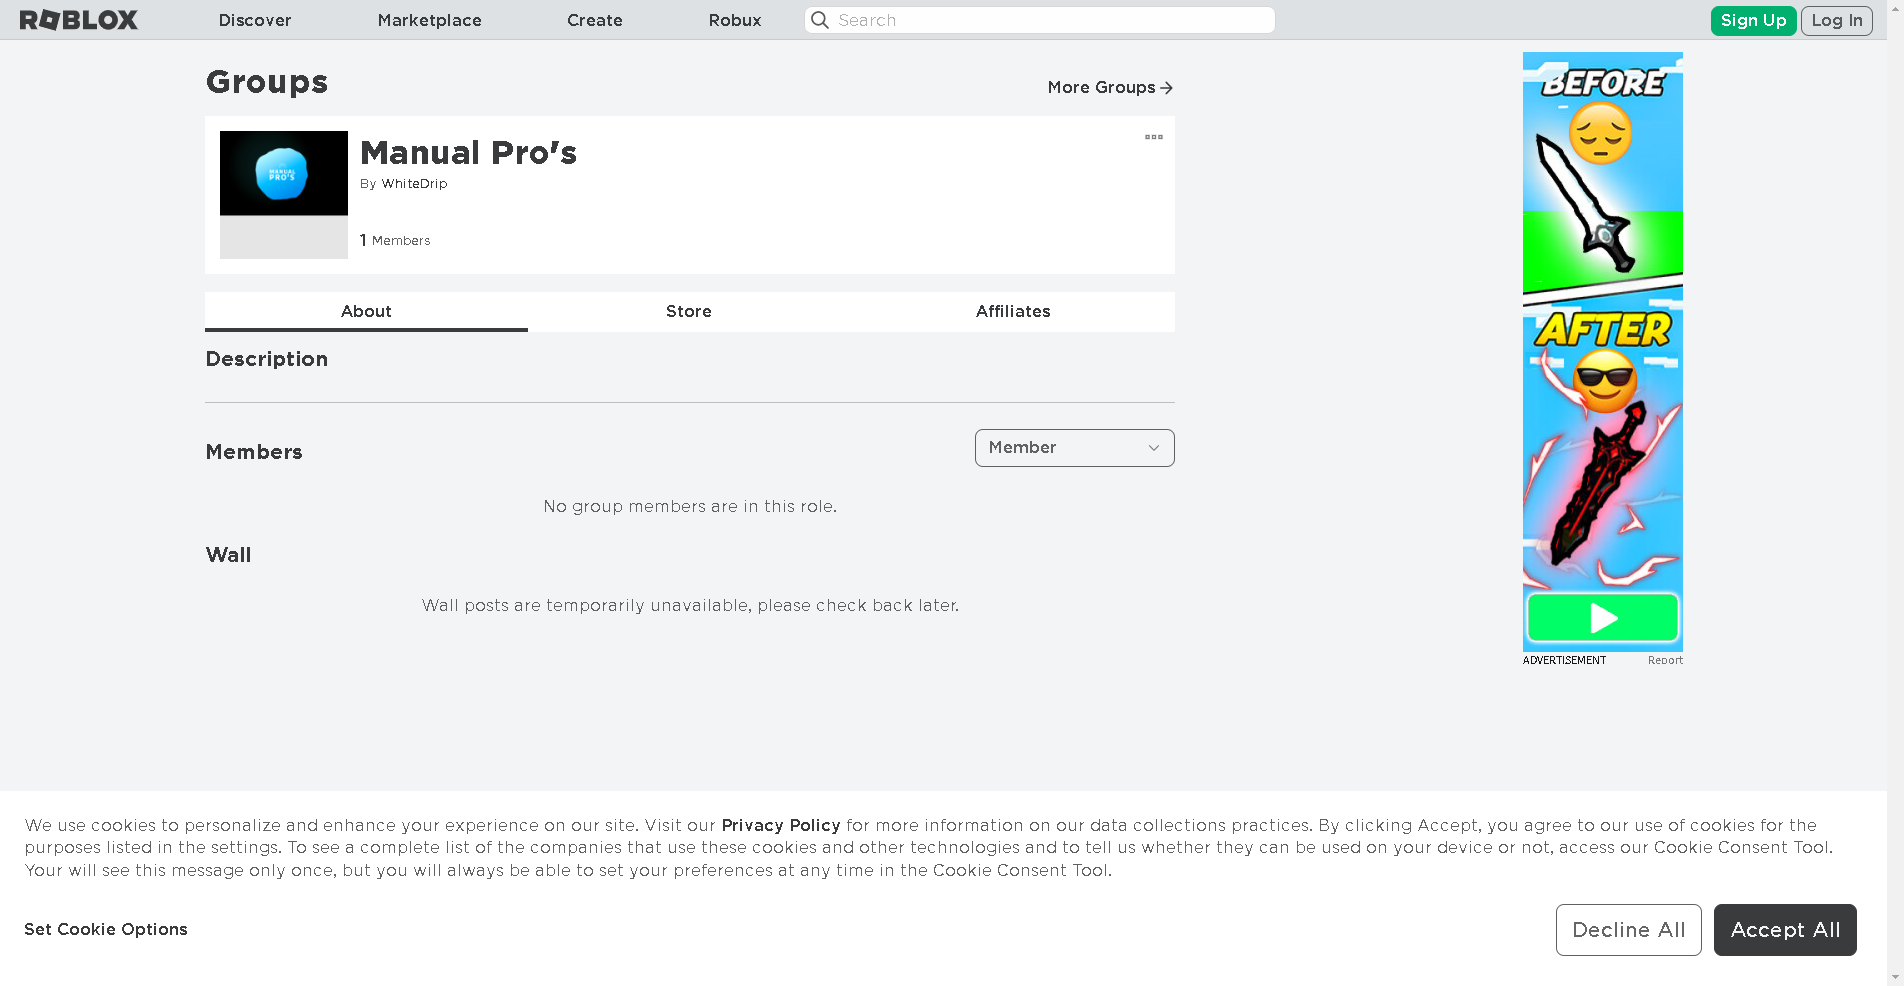 ROBLOX
Discover
Marketplace
Create
Robux
Search
Sign Up
Log In
Groups
More Groups
MANUAL
PRO'S
Manual Pro's
By WhiteDrip
1 Members
About
Store
Affiliates
Description
Members
Member
No group members are in this role.
Wall
Wall posts are temporarily unavailable, please check back later.
BEFORE
AFTER
ADVERTISEMENT
Report
We use cookies to personalize and enhance your experience on our site. Visit our Privacy Policy for more information on our data collections practices. By clicking Accept, you agree to our use of cookies for the
purposes listed in the settings. To see a complete list of the companies that use these cookies and other technologies and to tell us whether they can be used on your device or not, access our Cookie Consent Tool.
Your will see this message only once, but you will always be able to set your preferences at any time in the Cookie Consent Tool.
Set Cookie Options
Decline All
Accept All